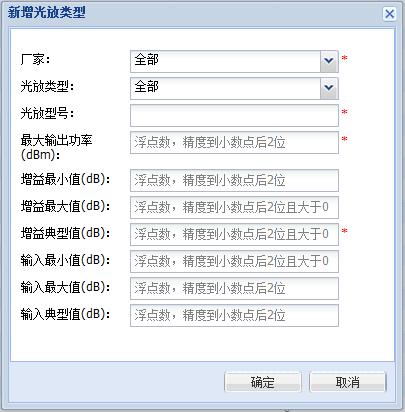 新增光放类型
厂家： 全部 *
光放类型： 全部
光放型号： *
最大输出功率 浮点数，精度到小数点后2位 *
(dBm)：
增益最小值(dB)： 浮点数，精度到小数点后2位
增益最大值(dB)： 浮点数，精度到小数点后2位且大于0
增益典型值(dB)： 浮点数，精度到小数点后2位且大于0 *
输入最小值(dB)： 浮点数，精度到小数点后2位且大于0
输入最大值(dB)： 浮点数，精度到小数点后2位
输入典型值(dB)： 浮点数，精度到小数点后2位
确定 取消